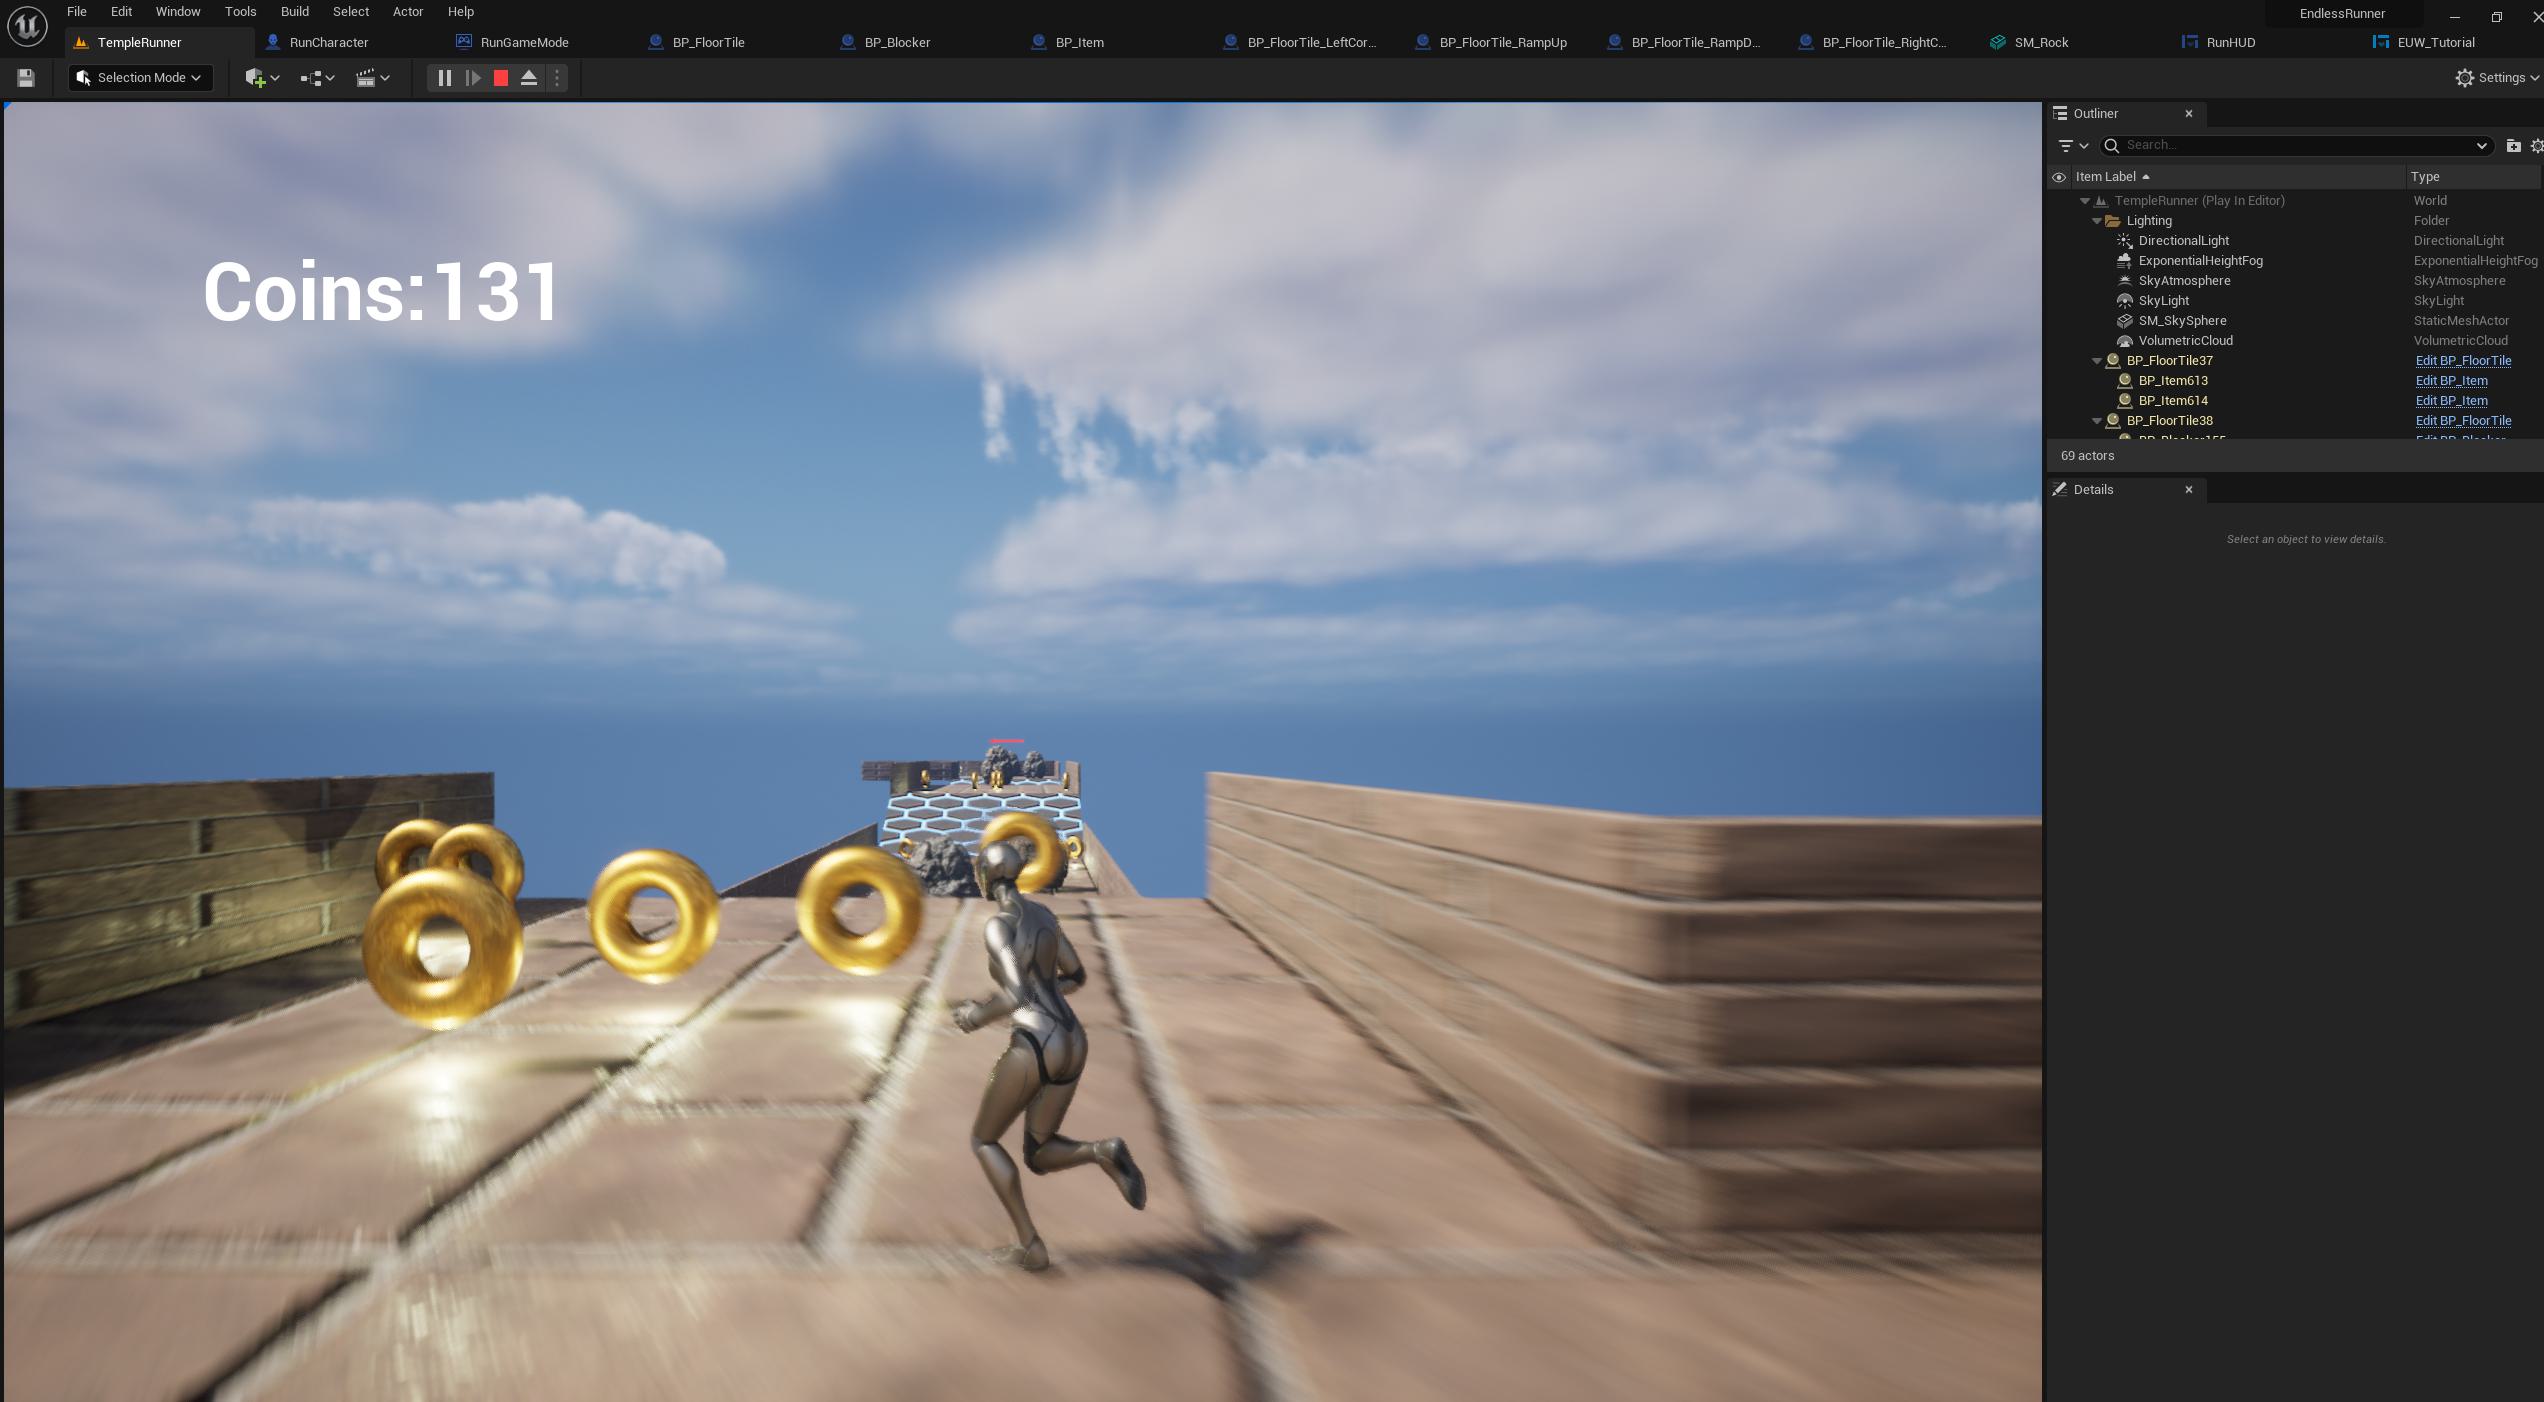 File Edit Window Tools Build Select Actor Help
EndlessRunner
TempleRunner RunCharacter RunGameMode BP_FloorTile BP_Blocker BP_Item BP_FloorTile_LeftCor... BP_FloorTile_RampUp BP_FloorTile_RampD... BP_FloorTile_RightC... SM_Rock RunHUD EUW_Tutorial
Selection Mode
Settings
Coins:131
Outliner
Search...
Item Label Type
TempleRunner (Play In Editor) World
Lighting Folder
DirectionalLight DirectionalLight
ExponentialHeightFog ExponentialHeightFog
SkyAtmosphere SkyAtmosphere
SkyLight SkyLight
SM_SkySphere StaticMeshActor
VolumetricCloud VolumetricCloud
BP_FloorTile37 Edit BP_FloorTile
BP_Item613 Edit BP_Item
BP_Item614 Edit BP_Item
BP_FloorTile38 Edit BP_FloorTile
69 actors
Details
Select an object to view details.